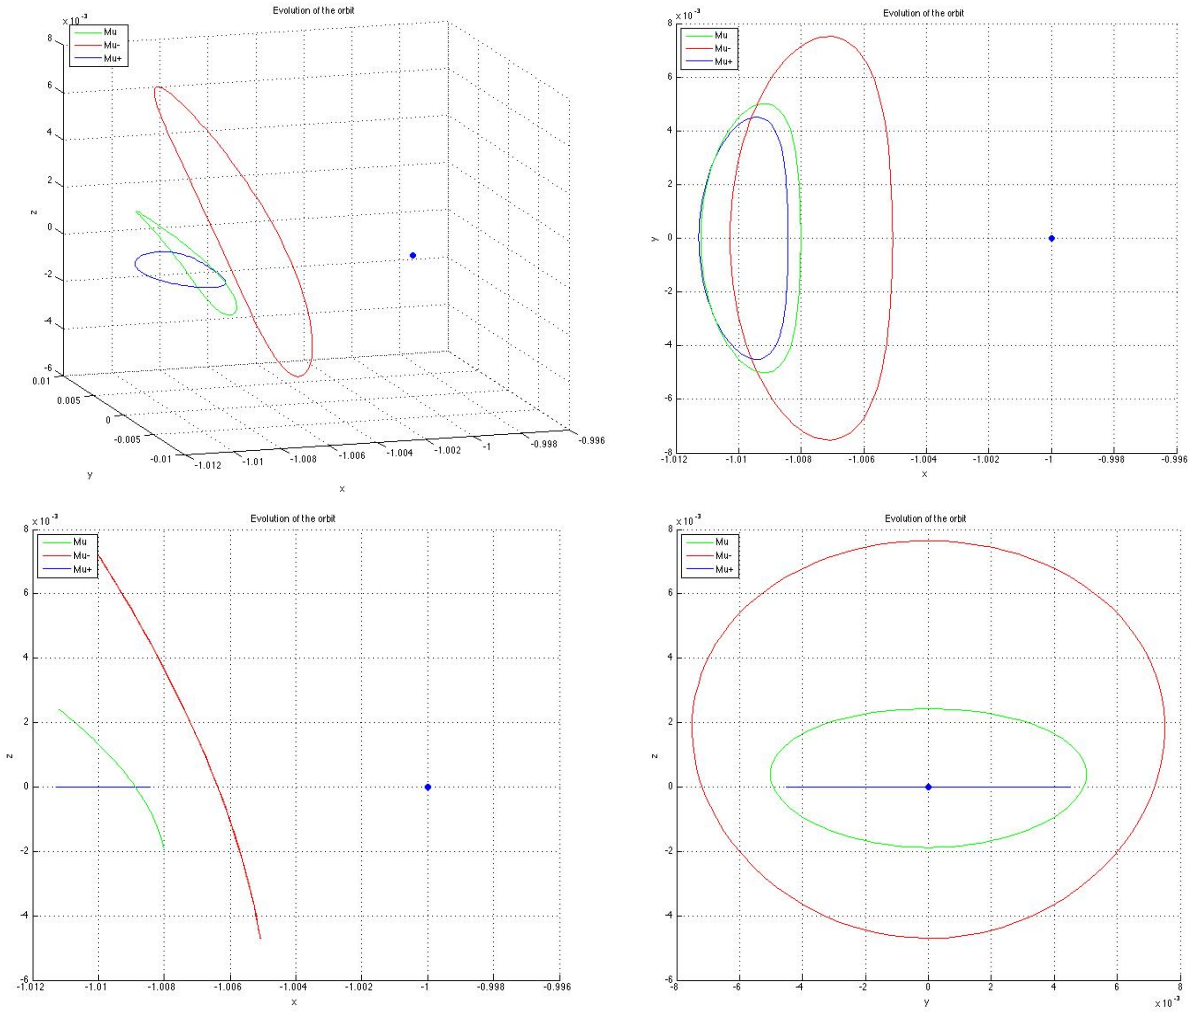 Evolution of the orbit
x 10 -3
Mu
Mu-
Mu+
8
6
4
2
0
-2
-4
-6
z
0.01
0.005
0
-0.005
-0.01
y
-1.012
-1.01
-1.008
-1.006
-1.004
-1.002
-1
-0.998
-0.996
x
Evolution of the orbit
x 10 -3
Mu
Mu-
Mu+
8
6
4
2
0
-2
-4
-6
-8
y
-1.012 -1.01 -1.008 -1.006 -1.004 -1.002 -1 -0.998 -0.996
x
Evolution of the orbit
x 10 -3
Mu
Mu-
Mu+
8
6
4
2
0
-2
-4
-6
z
-1.012 -1.01 -1.008 -1.006 -1.004 -1.002 -1 -0.998 -0.996
x
Evolution of the orbit
x 10 -3
Mu
Mu-
Mu+
8
6
4
2
0
-2
-4
-6
z
-8 -6 -4 -2 0 2 4 6 8
y
x 10 -3